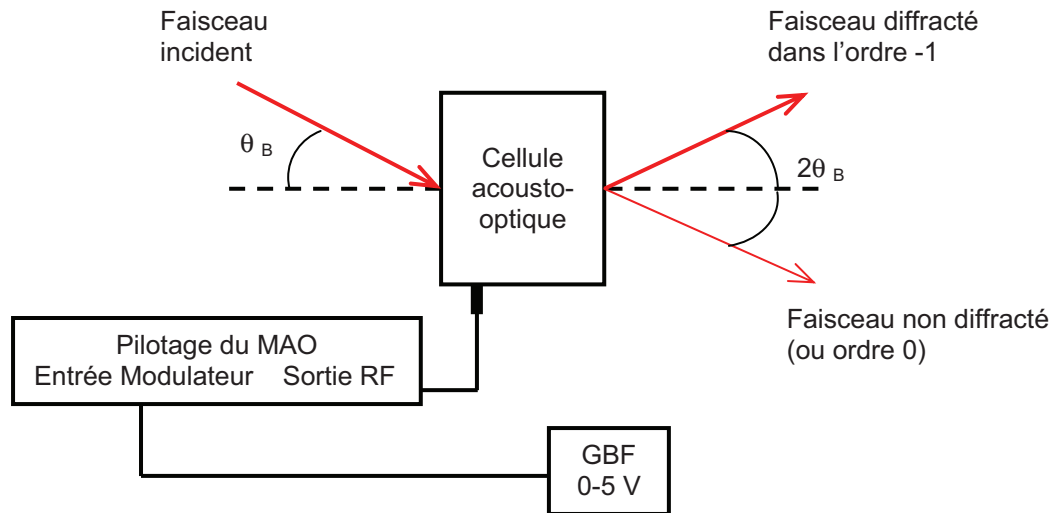 Faisceau
incident
Faisceau diffracté
dans l'ordre -1
θ B
Cellule
acousto-
optique
2θ B
Faisceau non diffracté
(ou ordre 0)
Pilotage du MAO
Entrée Modulateur Sortie RF
GBF
0-5 V